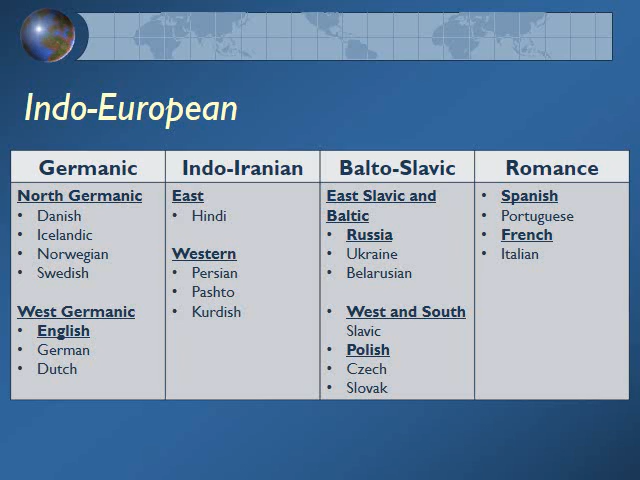 Indo-European
Germanic
North Germanic
• Danish
• Icelandic
• Norwegian
• Swedish
West Germanic
• English
• German
• Dutch
Indo-Iranian
East
• Hindi
Western
• Persian
• Pashto
• Kurdish
Balto-Slavic
East Slavic and
Baltic
• Russia
• Ukraine
• Belarusian
• West and South
Slavic
• Polish
• Czech
• Slovak
Romance
• Spanish
• Portuguese
• French
• Italian